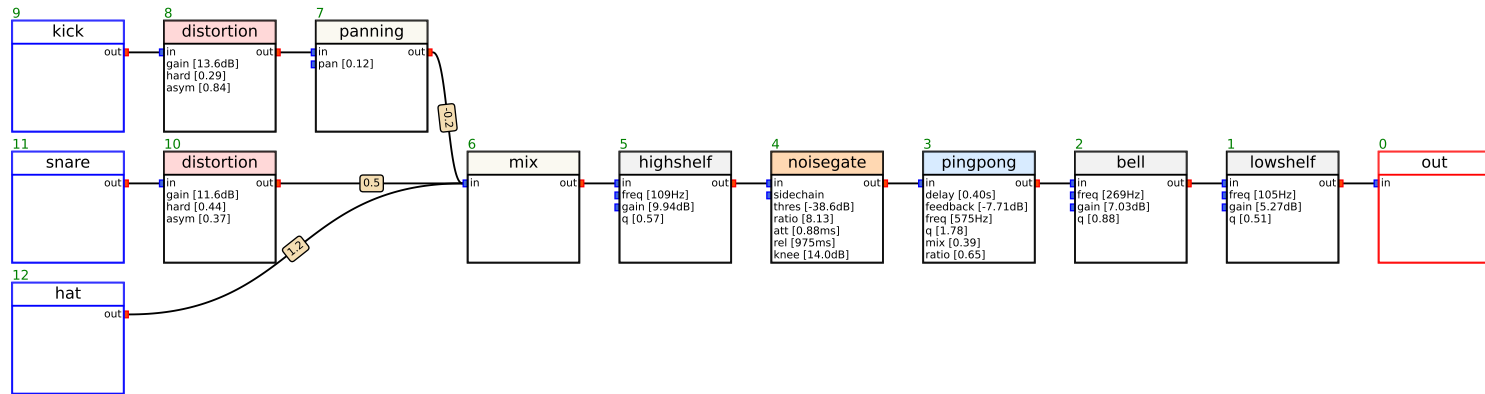 9
kick
out
8
distortion
in out
gain [13.6dB]
hard [0.29]
asym [0.84]
7
panning
in out
pan [0.12]
-0.2
11
snare
out
10
distortion
in out
gain [11.6dB]
hard [0.44]
asym [0.37]
0.5
6
mix
in out
5
highshelf
in out
freq [109Hz]
gain [9.94dB]
q [0.57]
4
noisegate
in out
sidechain
thres [-38.6dB]
ratio [8.13]
att [0.88ms]
rel [975ms]
knee [14.0dB]
3
pingpong
in out
delay [0.40s]
feedback [-7.71dB]
freq [575Hz]
q [1.78]
mix [0.39]
ratio [0.65]
2
bell
in out
freq [269Hz]
gain [7.03dB]
q [0.88]
1
lowshelf
in out
freq [105Hz]
gain [5.27dB]
q [0.51]
0
out
in
1.2
12
hat
out